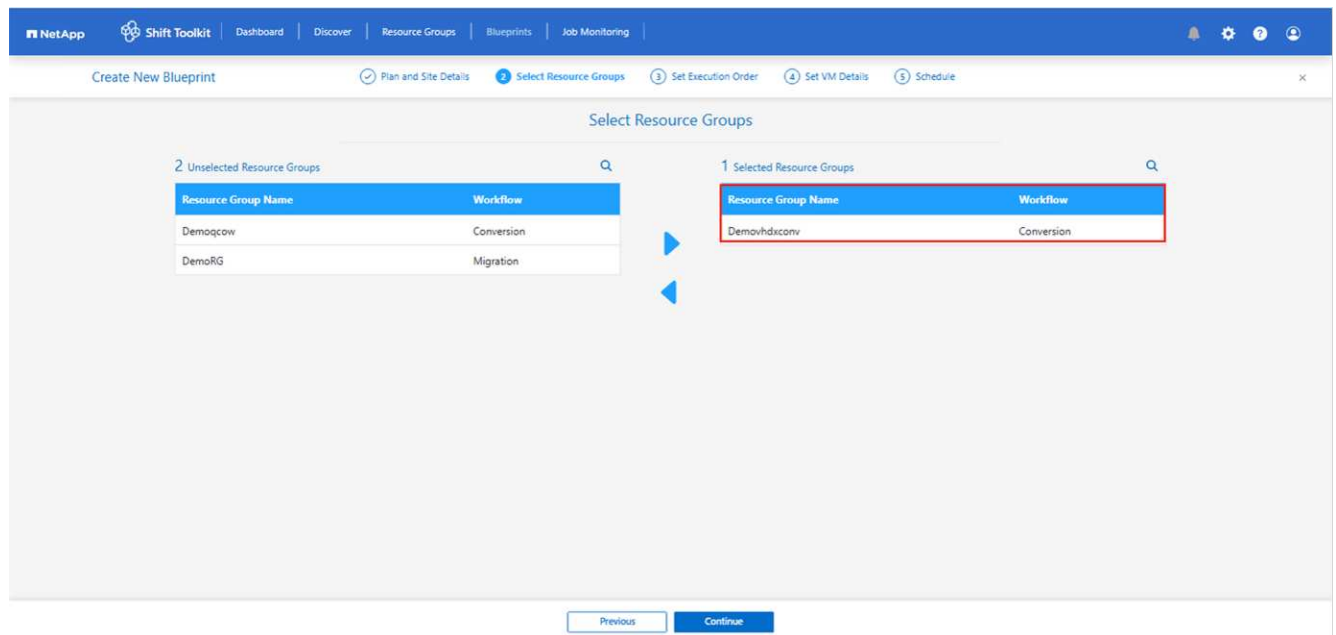 NetApp Shift Toolkit Dashboard Discover Resource Groups Blueprints Job Monitoring
Create New Blueprint Plan and Site Details 2 Select Resource Groups 3 Set Execution Order 4 Set VM Details 5 Schedule
Select Resource Groups
2 Unselected Resource Groups
Resource Group Name Workflow
Demoqcow Conversion
DemoRG Migration
1 Selected Resource Groups
Resource Group Name Workflow
Demovhdxconv Conversion
Previous Continue